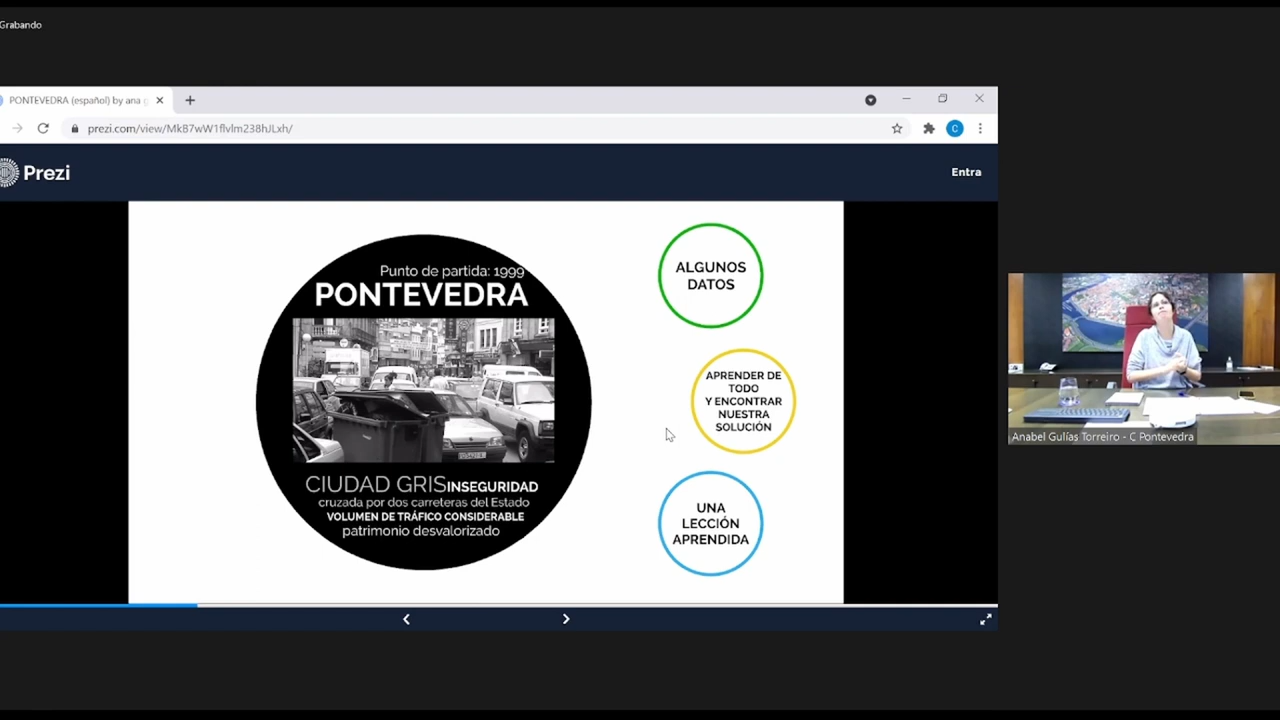 Grabando
PONTEVEDRA (español) by ana g
prezi.com/view/MkB7wW1flvlm238hJLxh/
C
Prezi
Entra
Punto de partida: 1999
PONTEVEDRA
CIUDAD GRIS INSEGURIDAD
cruzada por dos carreteras del Estado
VOLUMEN DE TRÁFICO CONSIDERABLE
patrimonio desvalorizado
ALGUNOS
DATOS
APRENDER DE
TODO
Y ENCONTRAR
NUESTRA
SOLUCIÓN
UNA
LECCIÓN
APRENDIDA
Anabel Gulías Torreiro - C Pontevedra